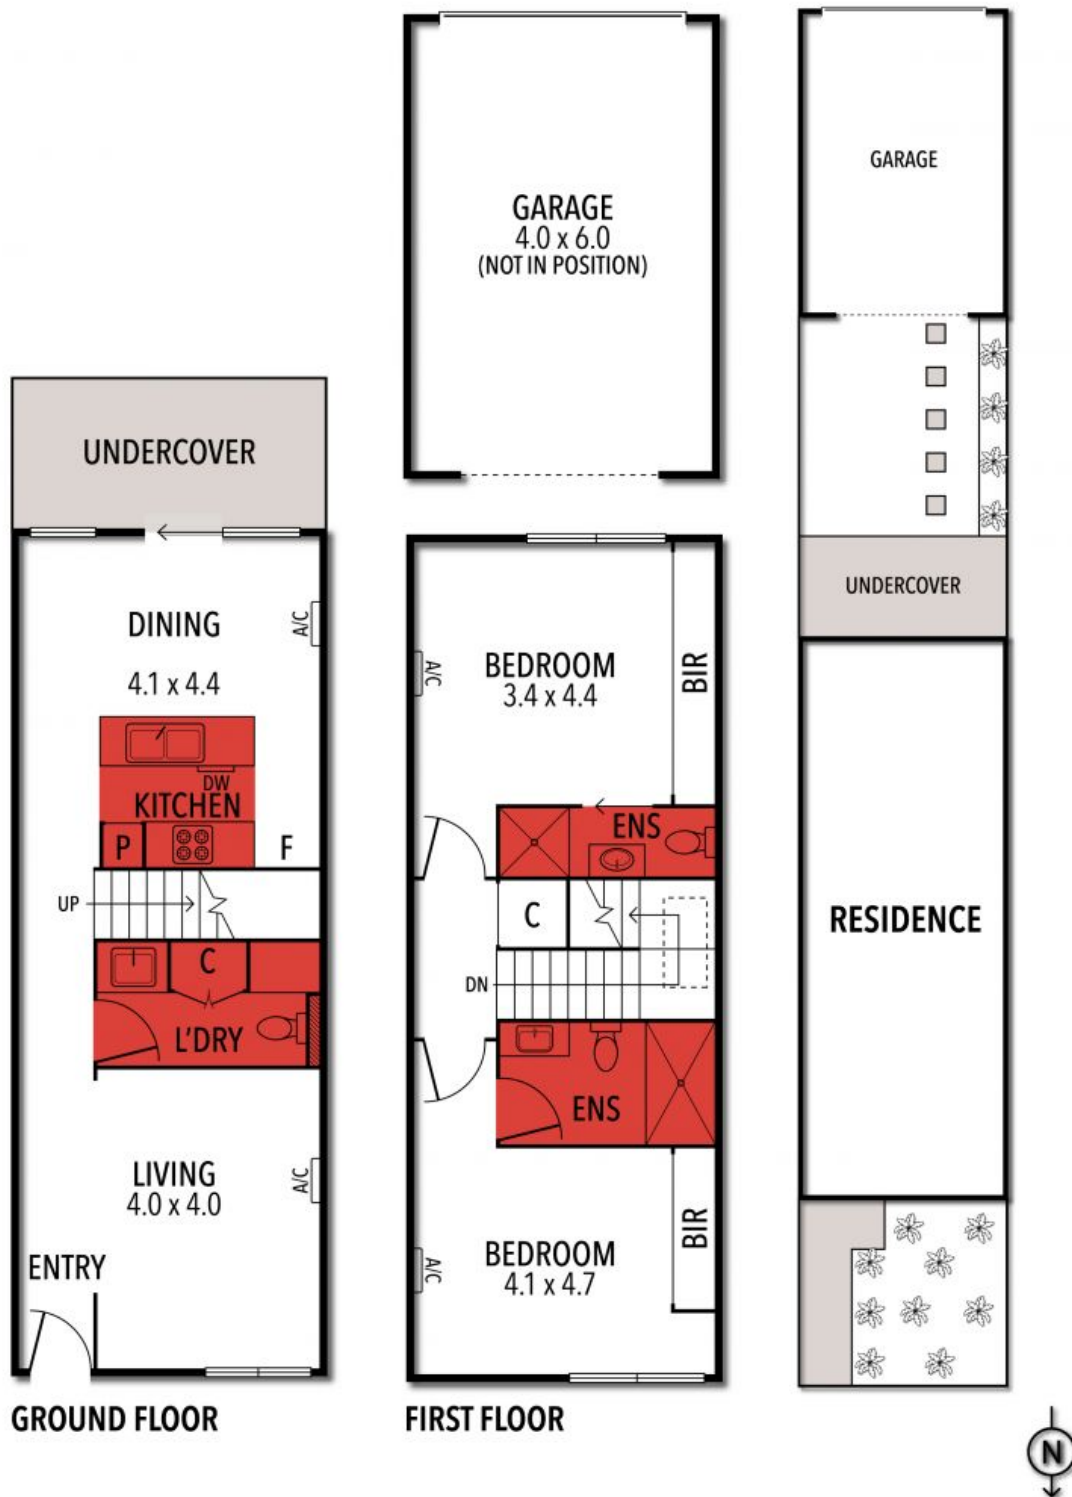 GARAGE
4.0 x 6.0
(NOT IN POSITION)
GARAGE
UNDERCOVER
DINING
4.1 x 4.4
A/C
DW
KITCHEN
P
F
UP
C
L'DRY
LIVING
4.0 x 4.0
A/C
ENTRY
GROUND FLOOR
BEDROOM
3.4 x 4.4
A/C
BIR
ENS
C
DN
ENS
BEDROOM
4.1 x 4.7
A/C
BIR
FIRST FLOOR
UNDERCOVER
RESIDENCE
N